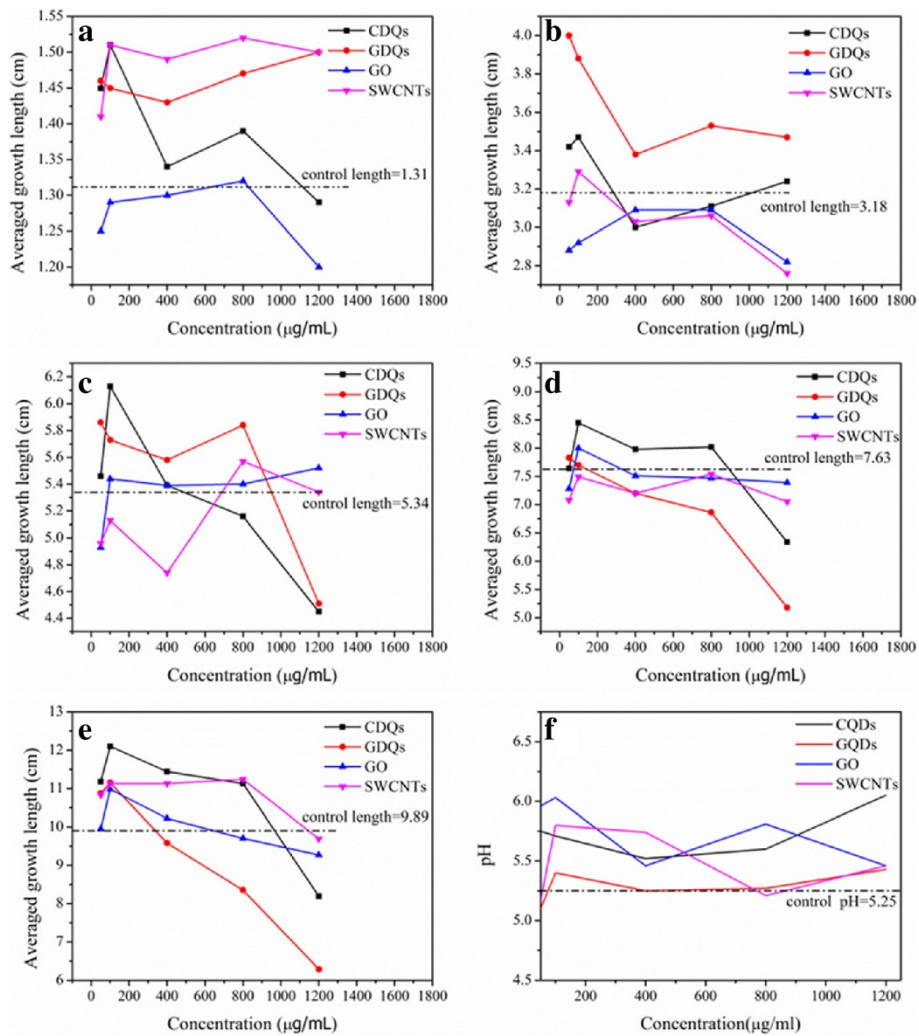 a
1.55
1.50
1.45
1.40
1.35
1.30
1.25
1.20
Averaged growth length (cm)
CDQs
GDQs
GO
SWCNTs
control length=1.31
0 200 400 600 800 1000 1200 1400 1600 1800
Concentration (μg/mL)
b
4.0
3.6
3.2
2.8
Averaged growth length (cm)
CDQs
GDQs
GO
SWCNTs
control length=3.18
0 200 400 600 800 1000 1200 1400 1600 1800
Concentration (μg/mL)
c
6.2
6.0
5.8
5.6
5.4
5.2
5.0
4.8
4.6
4.4
Averaged growth length (cm)
CDQs
GDQs
GO
SWCNTs
control length=5.34
0 200 400 600 800 1000 1200 1400 1600 1800
Concentration (μg/mL)
d
9.5
9.0
8.5
8.0
7.5
7.0
6.5
6.0
5.5
5.0
Averaged growth length (cm)
CDQs
GDQs
GO
SWCNTs
control length=7.63
0 200 400 600 800 1000 1200 1400 1600 1800
Concentration (μg/mL)
e
13
12
11
10
9
8
7
6
Averaged growth length (cm)
CDQs
GDQs
GO
SWCNTs
control length=9.89
0 200 400 600 800 1000 1200 1400 1600 1800
Concentration (μg/mL)
f
6.75
6.0
5.5
5.0
4.5
pH
CQDs
GQDs
GO
SWCNTs
control pH=5.25
200 400 600 800 1000 1200
Concentration(μg/ml)